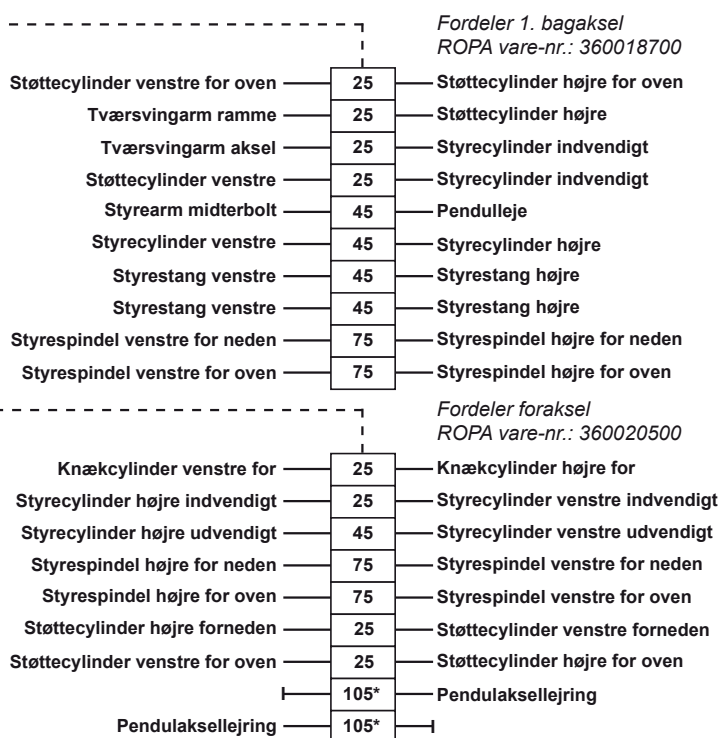 Fordeler 1. bagaksel
ROPA vare-nr.: 360018700
Støttecylinder venstre for oven 25 Støttecylinder højre for oven
Tværsvingarm ramme 25 Støttecylinder højre
Tværsvingarm aksel 25 Styrecylinder indvendigt
Støttecylinder venstre 25 Styrecylinder indvendigt
Styrearm midterbolt 45 Pendulleje
Styrecylinder venstre 45 Styrecylinder højre
Styrestang venstre 45 Styrestang højre
Styrestang venstre 45 Styrestang højre
Styrespindel venstre for neden 75 Styrespindel højre for neden
Styrespindel venstre for oven 75 Styrespindel højre for oven
Fordeler foraksel
ROPA vare-nr.: 360020500
Knækcylinder venstre for 25 Knækcylinder højre for
Styrecylinder højre indvendigt 25 Styrecylinder venstre indvendigt
Styrecylinder højre udvendigt 45 Styrecylinder venstre udvendigt
Styrespindel højre for neden 75 Styrespindel venstre for neden
Styrespindel højre for oven 75 Styrespindel venstre for oven
Støttecylinder højre forneden 25 Støttecylinder venstre forneden
Støttecylinder venstre for oven 25 Støttecylinder højre for oven
105* Pendulaksellejring
Pendulaksellejring 105*